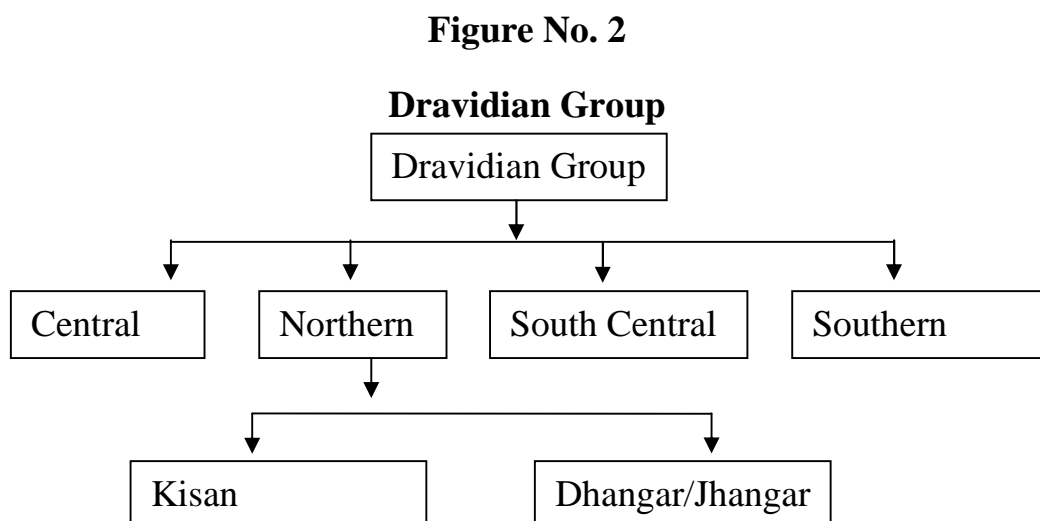 Figure No. 2
Dravidian Group
Dravidian Group
Central
Northern
South Central
Southern
Kisan
Dhangar/Jhangar